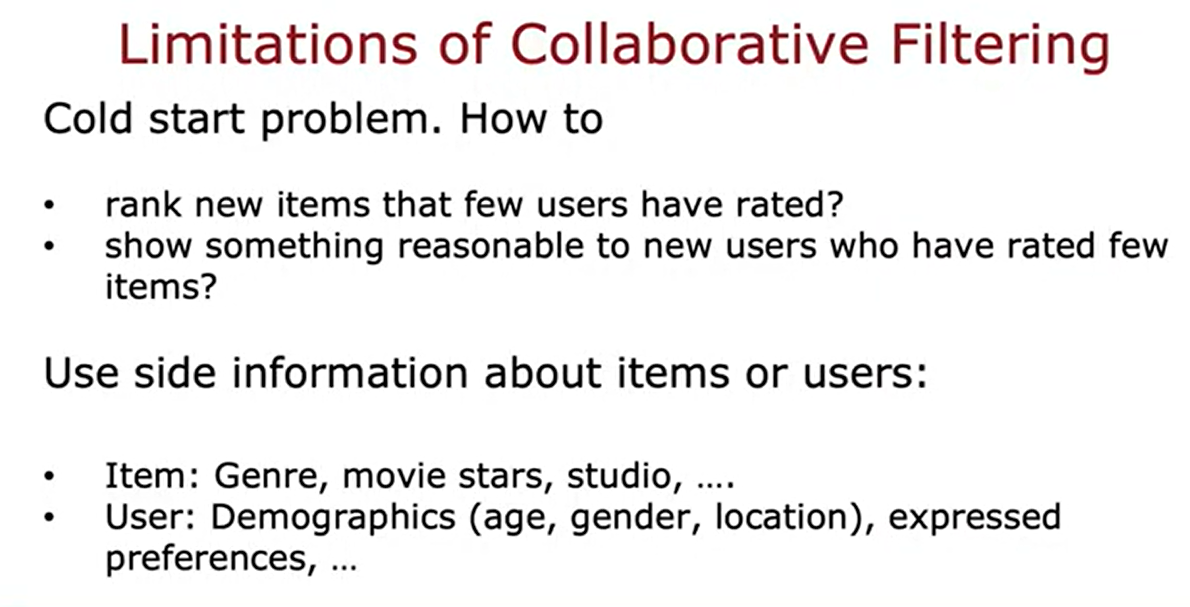 Limitations of Collaborative Filtering
Cold start problem. How to
• rank new items that few users have rated?
• show something reasonable to new users who have rated few
items?
Use side information about items or users:
• Item: Genre, movie stars, studio, ....
• User: Demographics (age, gender, location), expressed
preferences, ...